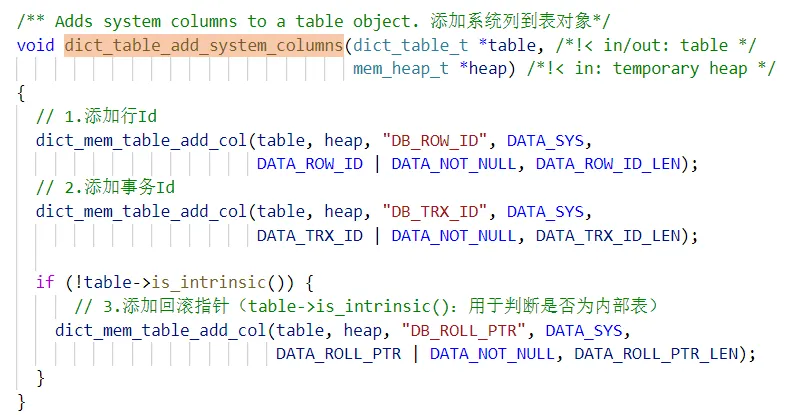 /** Adds system columns to a table object. 添加系统列到表对象*/
void dict_table_add_system_columns(dict_table_t *table, /*!< in/out: table */
mem_heap_t *heap) /*!< in: temporary heap */
{
// 1.添加行Id
dict_mem_table_add_col(table, heap, "DB_ROW_ID", DATA_SYS,
DATA_ROW_ID | DATA_NOT_NULL, DATA_ROW_ID_LEN);
// 2.添加事务Id
dict_mem_table_add_col(table, heap, "DB_TRX_ID", DATA_SYS,
DATA_TRX_ID | DATA_NOT_NULL, DATA_TRX_ID_LEN);
if (!table->is_intrinsic()) {
// 3.添加回滚指针（table->is_intrinsic()：用于判断是否为内部表）
dict_mem_table_add_col(table, heap, "DB_ROLL_PTR", DATA_SYS,
DATA_ROLL_PTR | DATA_NOT_NULL, DATA_ROLL_PTR_LEN);
}
}